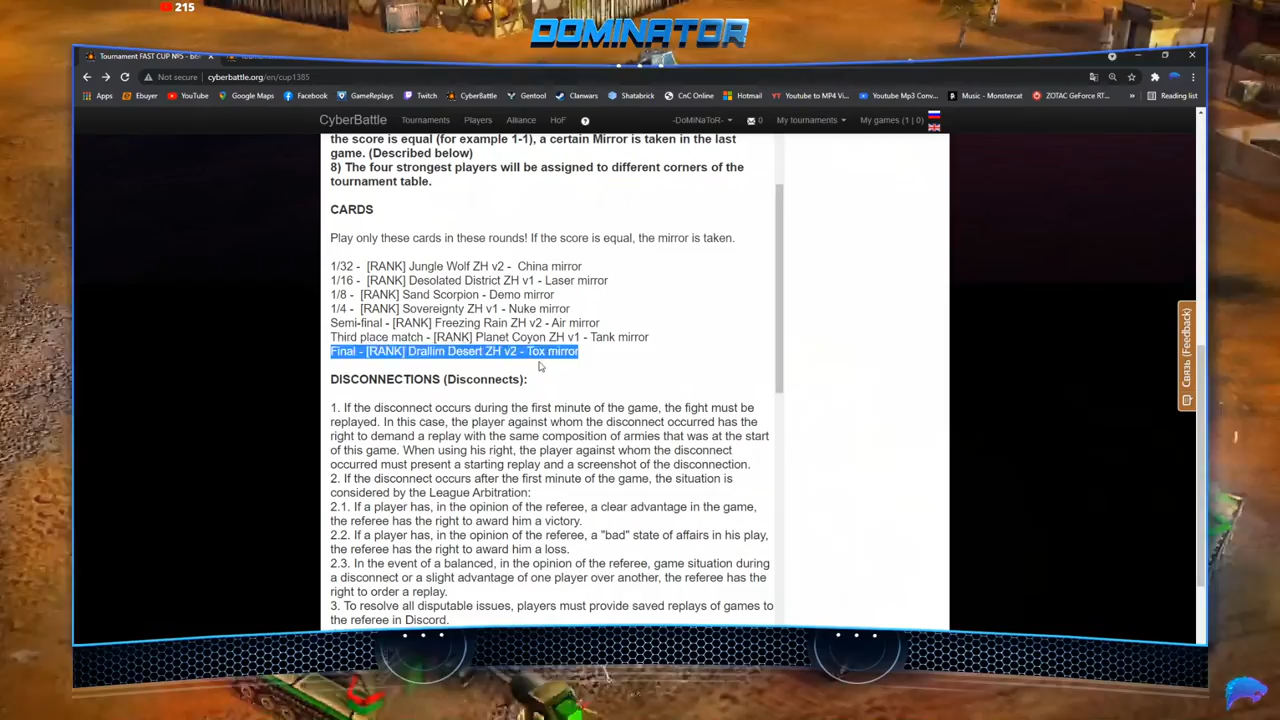 215
DOMINATOR
Tournament FAST CUP №5 - b
Not secure cyberbattle.org/en/cup1385
Apps Ebuyer YouTube Google Maps Facebook GameReplays Twitch CyberBattle Gentool Clanwars Shatabrick CnC Online Hotmail Youtube to MP4 Vi... Youtube Mp3 Conv... Music - Monstercat ZOTAC GeForce RT... » Reading list
CyberBattle Tournaments Players Alliance HoF -DoMiNaToR- 0 My tournaments My games (1 | 0)
the score is equal (for example 1-1), a certain Mirror is taken in the last
game. (Described below)
8) The four strongest players will be assigned to different corners of the
tournament table.
CARDS
Play only these cards in these rounds! If the score is equal, the mirror is taken.
1/32 - [RANK] Jungle Wolf ZH v2 - China mirror
1/16 - [RANK] Desolated District ZH v1 - Laser mirror
1/8 - [RANK] Sand Scorpion - Demo mirror
1/4 - [RANK] Sovereignty ZH v1 - Nuke mirror
Semi-final - [RANK] Freezing Rain ZH v2 - Air mirror
Third place match - [RANK] Planet Coyon ZH v1 - Tank mirror
Final - [RANK] Drallim Desert ZH v2 - Tox mirror
DISCONNECTIONS (Disconnects):
1. If the disconnect occurs during the first minute of the game, the fight must be
replayed. In this case, the player against whom the disconnect occurred has the
right to demand a replay with the same composition of armies that was at the start
of this game. When using his right, the player against whom the disconnect
occurred must present a starting replay and a screenshot of the disconnection.
2. If the disconnect occurs after the first minute of the game, the situation is
considered by the League Arbitration:
2.1. If a player has, in the opinion of the referee, a clear advantage in the game,
the referee has the right to award him a victory.
2.2. If a player has, in the opinion of the referee, a "bad" state of affairs in his play,
the referee has the right to award him a loss.
2.3. In the event of a balanced, in the opinion of the referee, game situation during
a disconnect or a slight advantage of one player over another, the referee has the
right to order a replay.
3. To resolve all disputable issues, players must provide saved replays of games to
the referee in Discord.
Связь (Feedback)